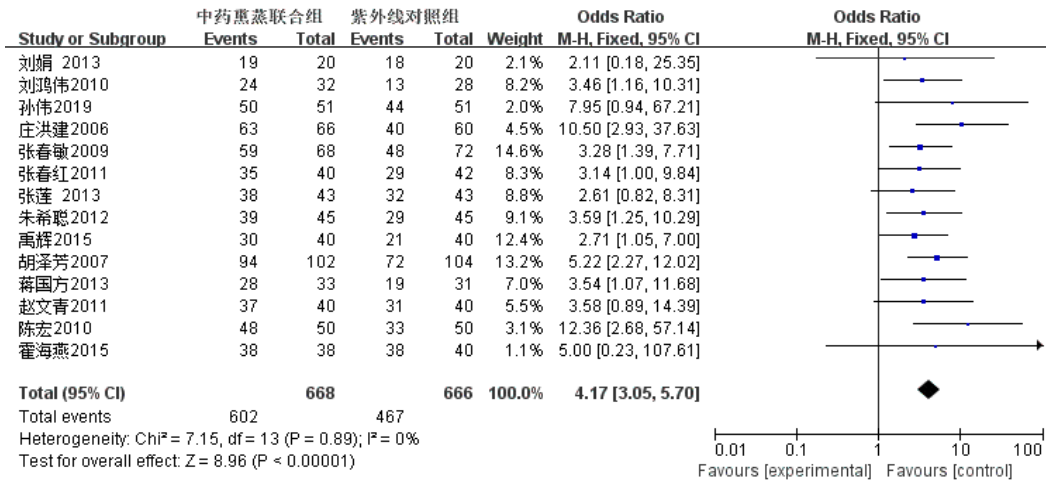 中药熏蒸联合组 紫外线对照组 Odds Ratio Odds Ratio
Study or Subgroup Events Total Events Total Weight M-H, Fixed, 95% CI M-H, Fixed, 95% CI
刘娟 2013 19 20 18 20 2.1% 2.11 [0.18, 25.35]
刘鸿伟2010 24 32 13 28 8.2% 3.46 [1.16, 10.31]
孙伟2019 50 51 44 51 2.0% 7.95 [0.94, 67.21]
庄洪建2006 63 66 40 60 4.5% 10.50 [2.93, 37.63]
张春敏2009 59 68 48 72 14.6% 3.28 [1.39, 7.71]
张春红2011 35 40 29 42 8.3% 3.14 [1.00, 9.84]
张莲 2013 38 43 32 43 8.8% 2.61 [0.82, 8.31]
朱希聪2012 39 45 29 45 9.1% 3.59 [1.25, 10.29]
禹辉2015 30 40 21 40 12.4% 2.71 [1.05, 7.00]
胡泽芳2007 94 102 72 104 13.2% 5.22 [2.27, 12.02]
蒋国方2013 28 33 19 31 7.0% 3.54 [1.07, 11.68]
赵文青2011 37 40 31 40 5.5% 3.58 [0.89, 14.39]
陈宏2010 48 50 33 50 3.1% 12.36 [2.68, 57.14]
霍海燕2015 38 38 38 40 1.1% 5.00 [0.23, 107.61]
Total (95% CI) 668 666 100.0% 4.17 [3.05, 5.70]
Total events 602 467
Heterogeneity: Chi² = 7.15, df = 13 (P = 0.89); I² = 0%
Test for overall effect: Z = 8.96 (P < 0.00001)
0.01 0.1 1 10 100
Favours [experimental] Favours [control]